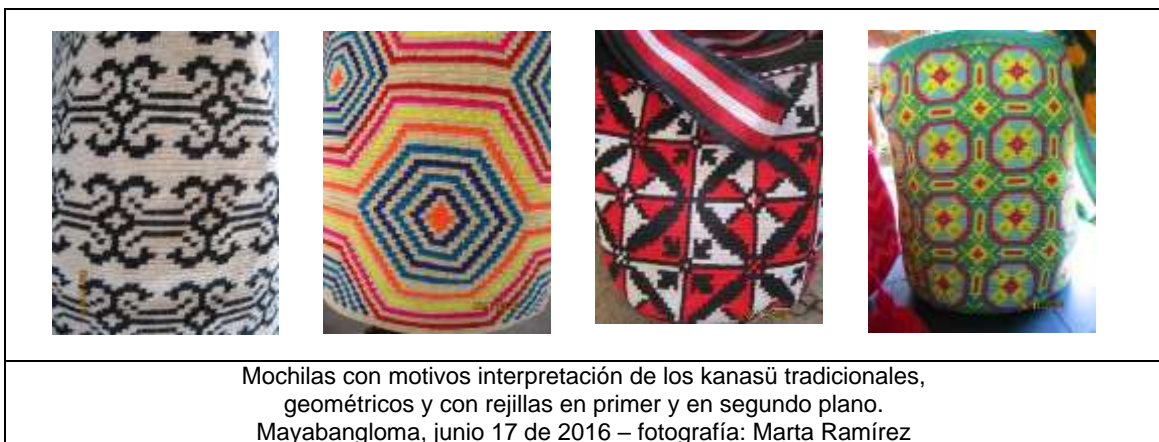 Mochilas con motivos interpretación de los kanasü tradicionales,
geométricos y con rejillas en primer y en segundo plano.
Mayabangloma, junio 17 de 2016 – fotografía: Marta Ramírez